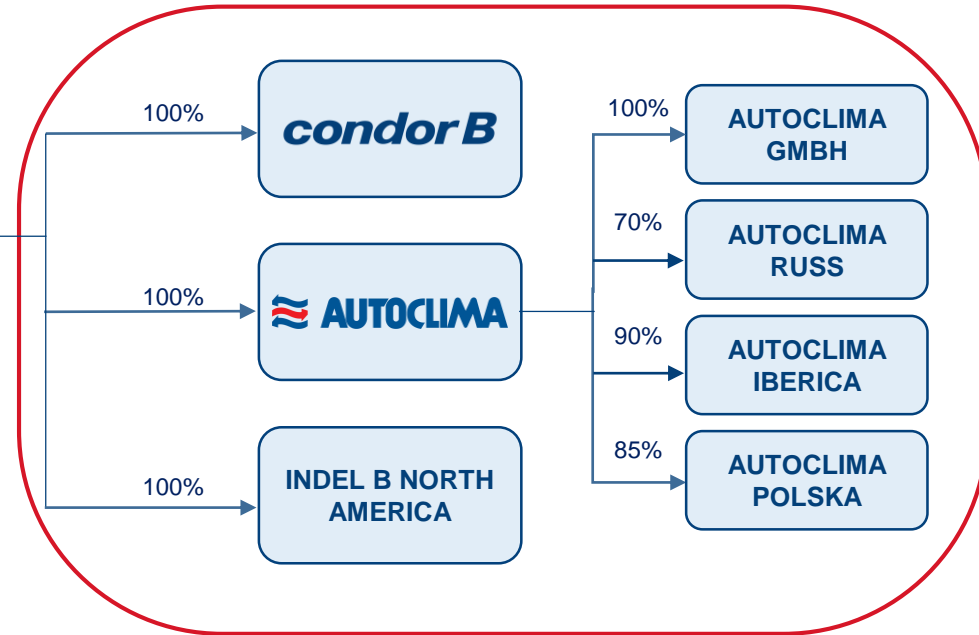 100%
condor B
100%
AUTOCLIMA
100%
INDEL B NORTH
AMERICA
100%
AUTOCLIMA
GMBH
70%
AUTOCLIMA
RUSS
90%
AUTOCLIMA
IBERICA
85%
AUTOCLIMA
POLSKA